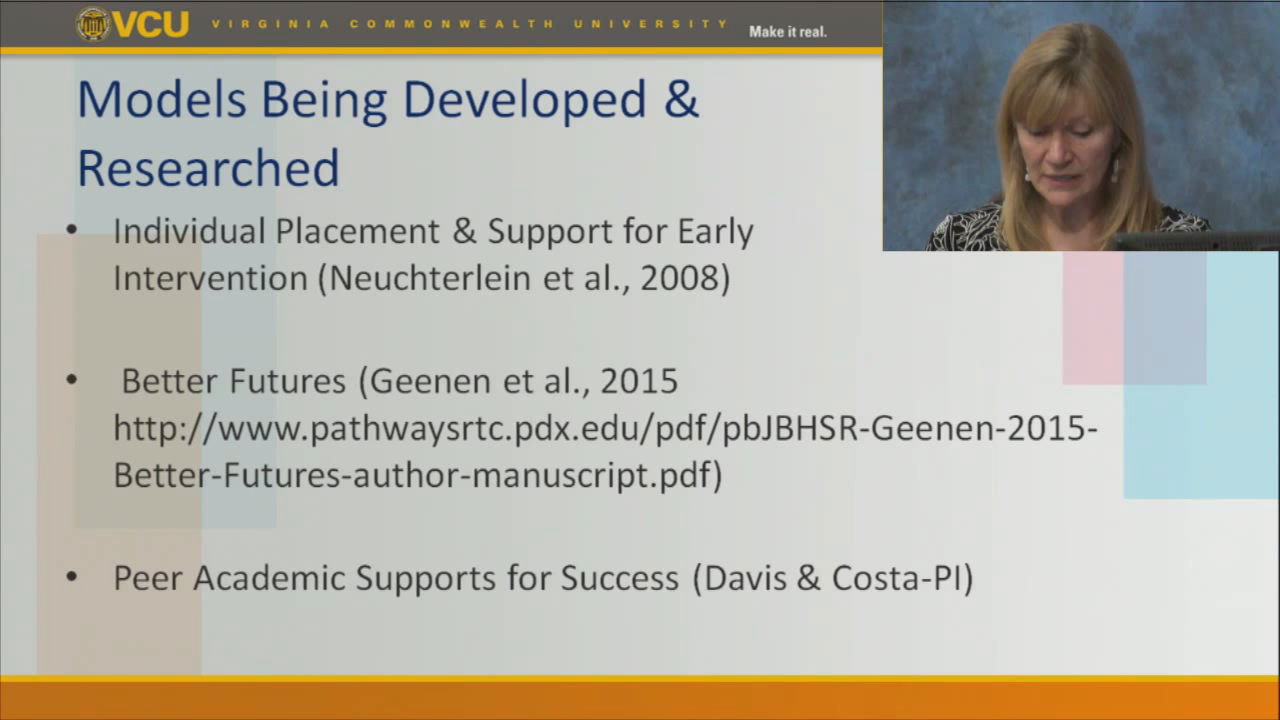 VCU VIRGINIA COMMONWEALTH UNIVERSITY Make it real.
Models Being Developed &
Researched
• Individual Placement & Support for Early
Intervention (Neuchterlein et al., 2008)
• Better Futures (Geenen et al., 2015
http://www.pathwaysrtc.pdx.edu/pdf/pbJBHSR-Geenen-2015-
Better-Futures-author-manuscript.pdf)
• Peer Academic Supports for Success (Davis & Costa-PI)